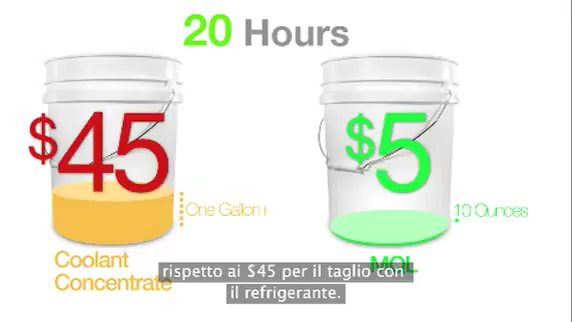 20 Hours
$45
$5
One Gallon+
10 Ounces
Coolant
Concentrate
MQL
rispetto ai $45 per il taglio con
il refrigerante.